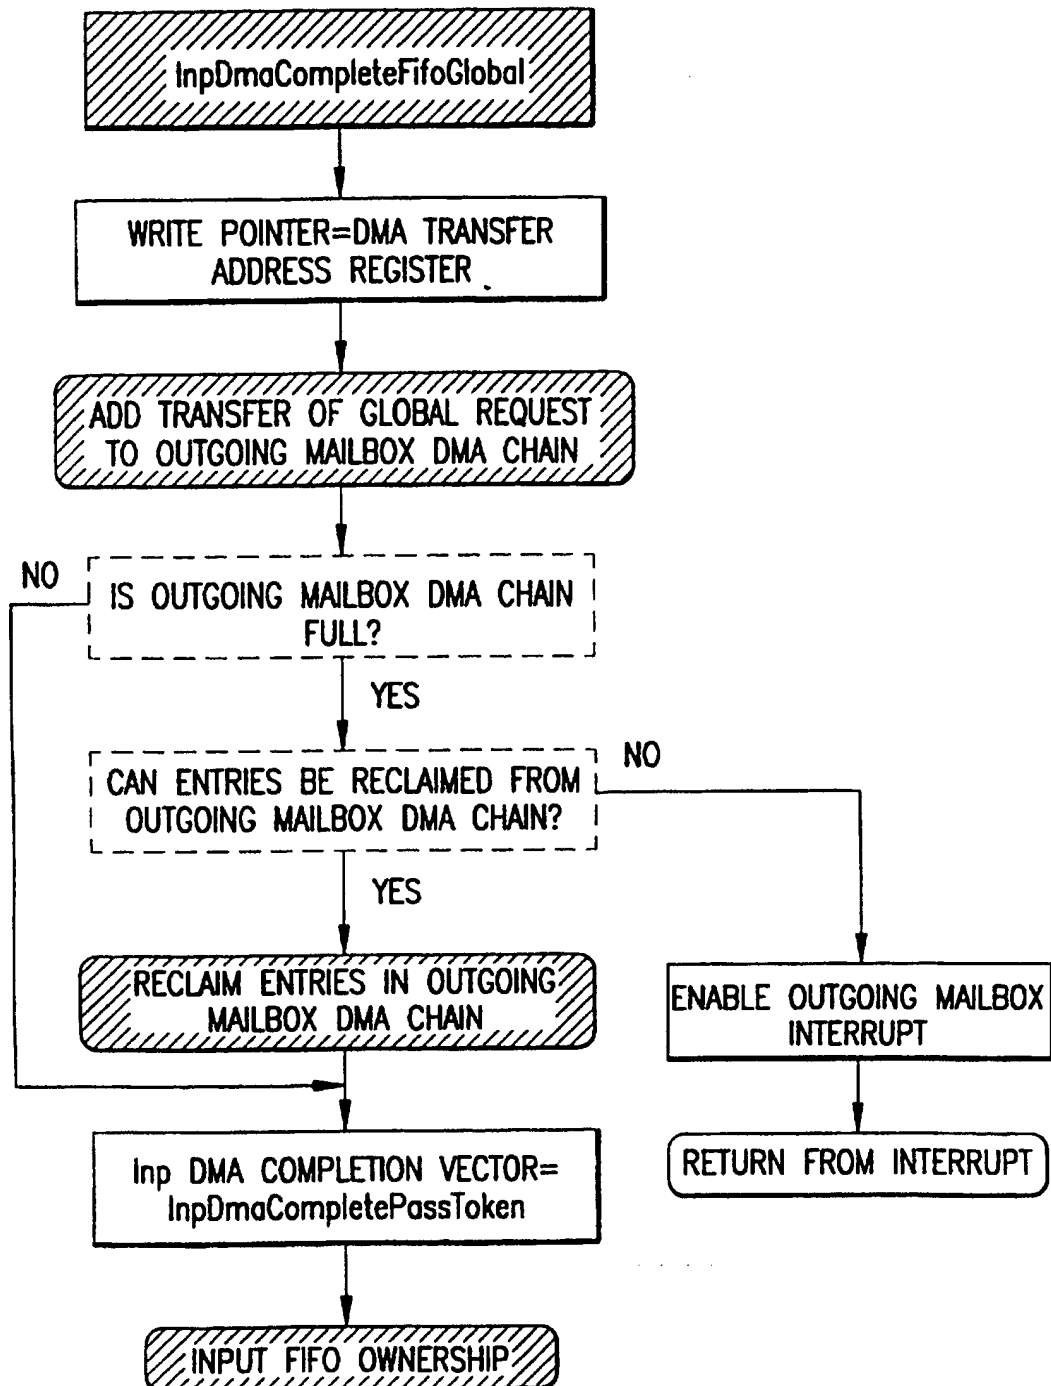 InpDmaCompleteFifoGlobal
WRITE POINTER=DMA TRANSFER
ADDRESS REGISTER
ADD TRANSFER OF GLOBAL REQUEST
TO OUTGOING MAILBOX DMA CHAIN
NO
IS OUTGOING MAILBOX DMA CHAIN
FULL?
YES
CAN ENTRIES BE RECLAIMED FROM
OUTGOING MAILBOX DMA CHAIN?
NO
YES
RECLAIM ENTRIES IN OUTGOING
MAILBOX DMA CHAIN
ENABLE OUTGOING MAILBOX
INTERRUPT
RETURN FROM INTERRUPT
Inp DMA COMPLETION VECTOR=
InpDmaCompletePassToken
INPUT FIFO OWNERSHIP